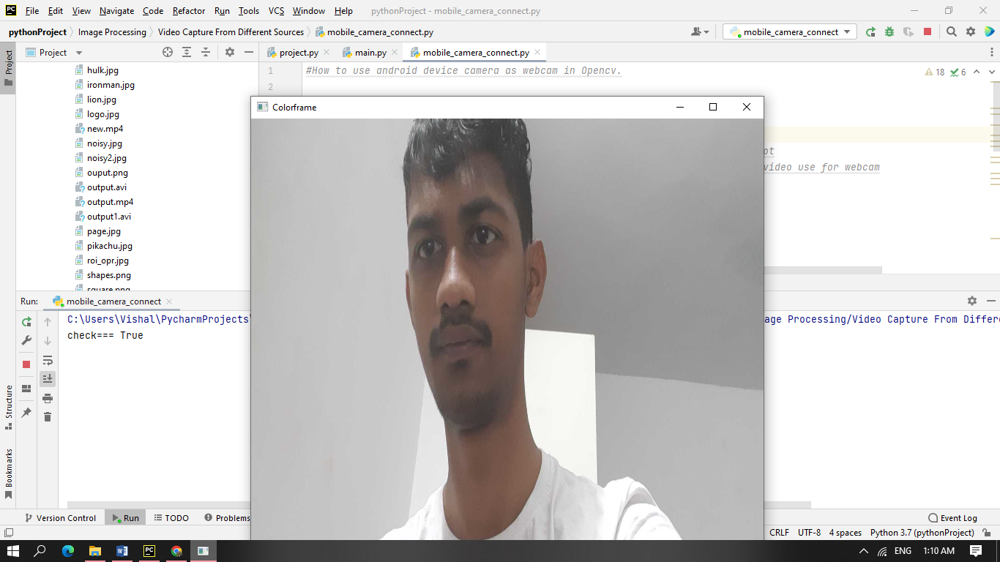 File Edit View Navigate Code Refactor Run Tools VCS Window Help pythonProject - mobile_camera_connect.py
pythonProject Image Processing Video Capture From Different Sources mobile_camera_connect.py mobile_camera_connect
Project
Project
project.py main.py mobile_camera_connect.py
hulk.jpg
ironman.jpg
lion.jpg
logo.jpg
new.mp4
noisy.jpg
noisy2.jpg
ouput.png
output.avi
output.mp4
output1.avi
page.jpg
pikachu.jpg
roi_opr.jpg
shapes.png
square.png
1 #How to use android device camera as webcam in Opencv.
2
18 6
Colorframe
ot
video use for webcam
Run: mobile_camera_connect
C:\Users\Vishal\PycharmProjects\
age Processing/Video Capture From Differe
check=== True
Structure
Bookmarks
Version Control Run TODO Problems
Event Log
CRLF UTF-8 4 spaces Python 3.7 (pythonProject)
ENG 1:10 AM